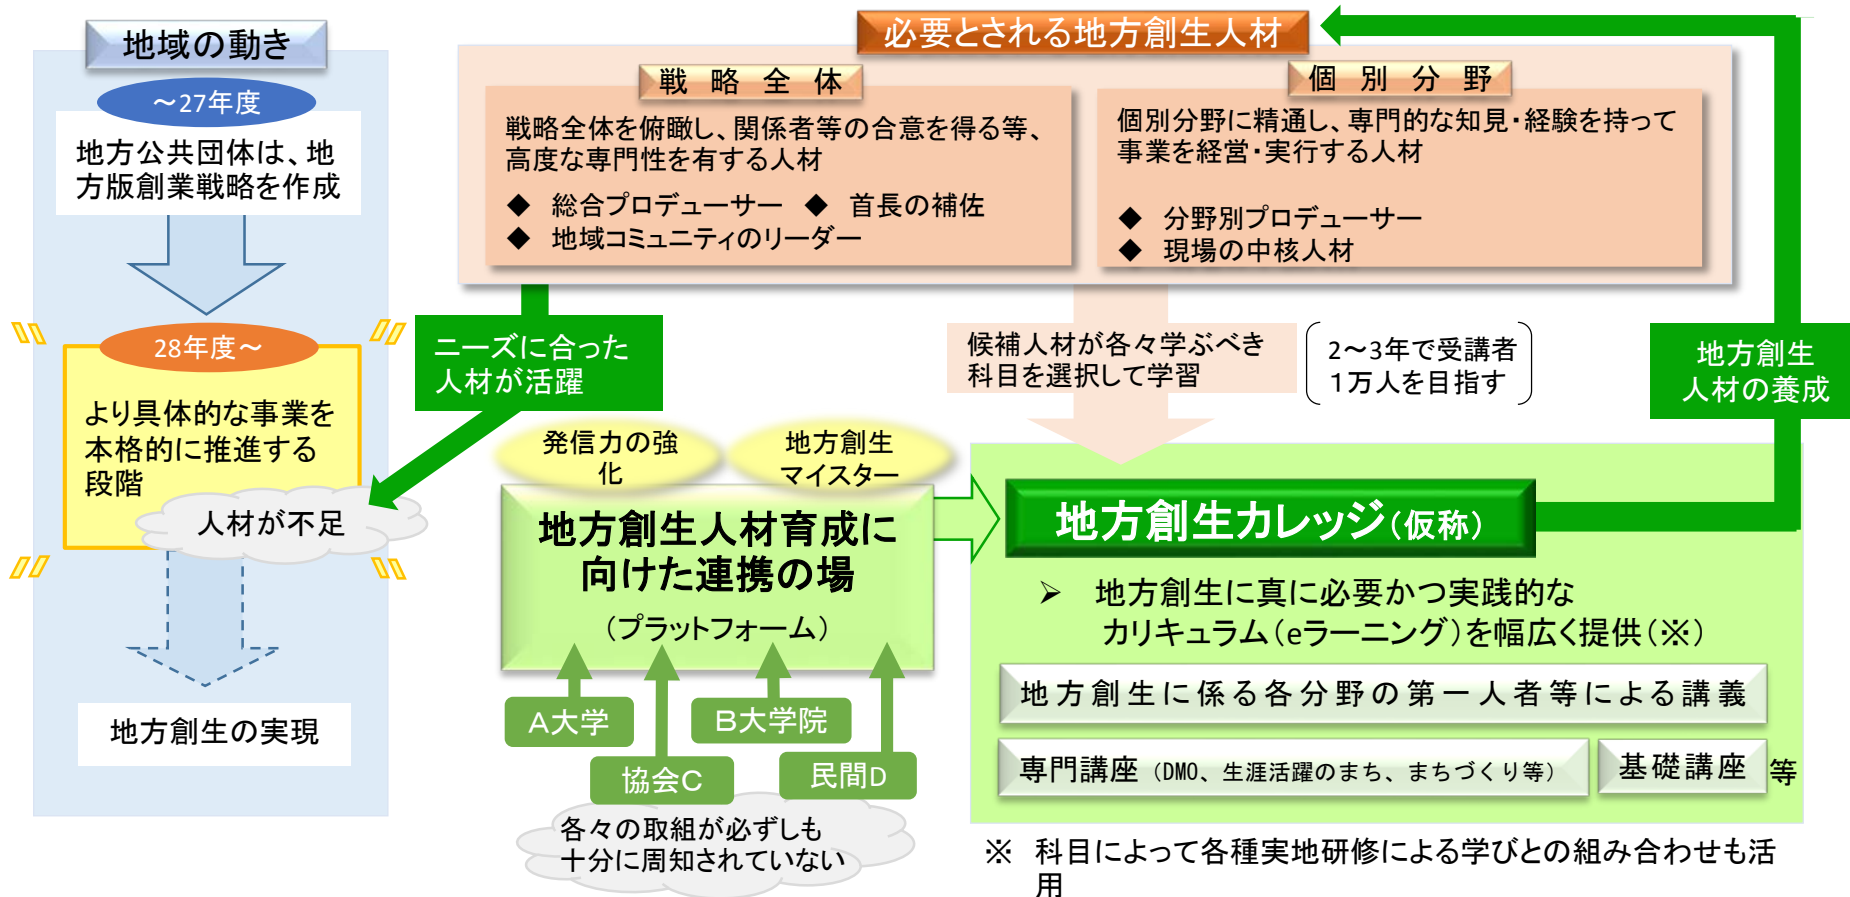 地域の動き
～27年度
地方公共団体は、地
方版創業戦略を作成
28年度～
より具体的な事業を
本格的に推進する
段階
人材が不足
地方創生の実現
必要とされる地方創生人材
戦略全体
戦略全体を俯瞰し、関係者等の合意を得る等、
高度な専門性を有する人材
◆ 総合プロデューサー ◆ 首長の補佐
◆ 地域コミュニティのリーダー
個別分野
個別分野に精通し、専門的な知見・経験を持って
事業を経営・実行する人材
◆ 分野別プロデューサー
◆ 現場の中核人材
ニーズに合った
人材が活躍
候補人材が各々学ぶべき
科目を選択して学習
2～3年で受講者
1万人を目指す
地方創生
人材の養成
発信力の強
化
地方創生
マイスター
地方創生人材育成に
向けた連携の場
（プラットフォーム）
A大学
B大学院
協会C
民間D
各々の取組が必ずしも
十分に周知されていない
地方創生カレッジ（仮称）
➢ 地方創生に真に必要かつ実践的な
カリキュラム（eラーニング）を幅広く提供（※）
地方創生に係る各分野の第一人者等による講義
専門講座（DMO、生涯活躍のまち、まちづくり等）
基礎講座 等
※ 科目によって各種実地研修による学びとの組み合わせも活
用